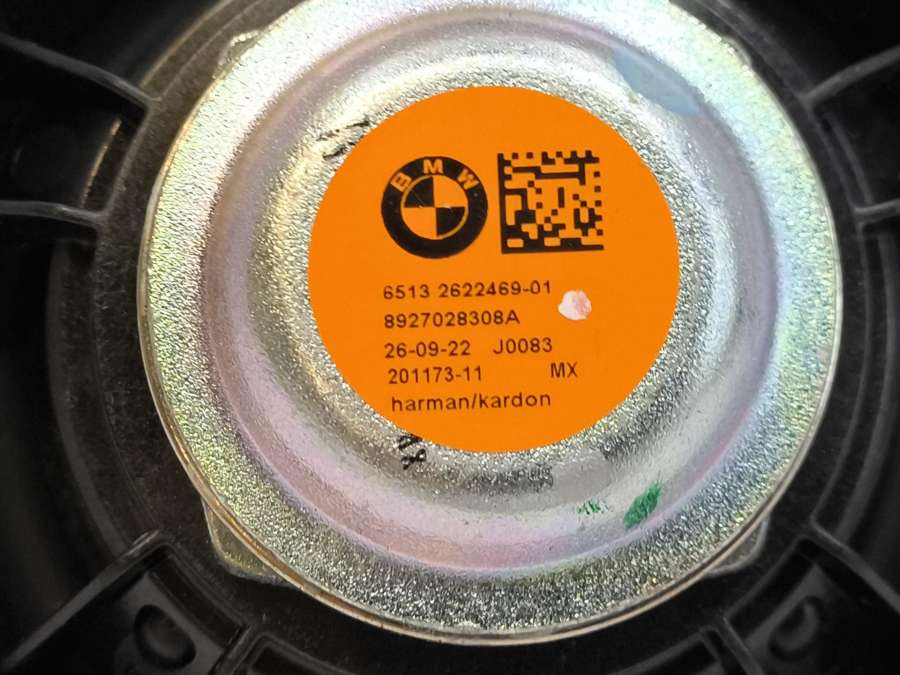 BMW
6513 2622469-01
8927028308A
26-09-22 J0083
201173-11 MX
harman/kardon